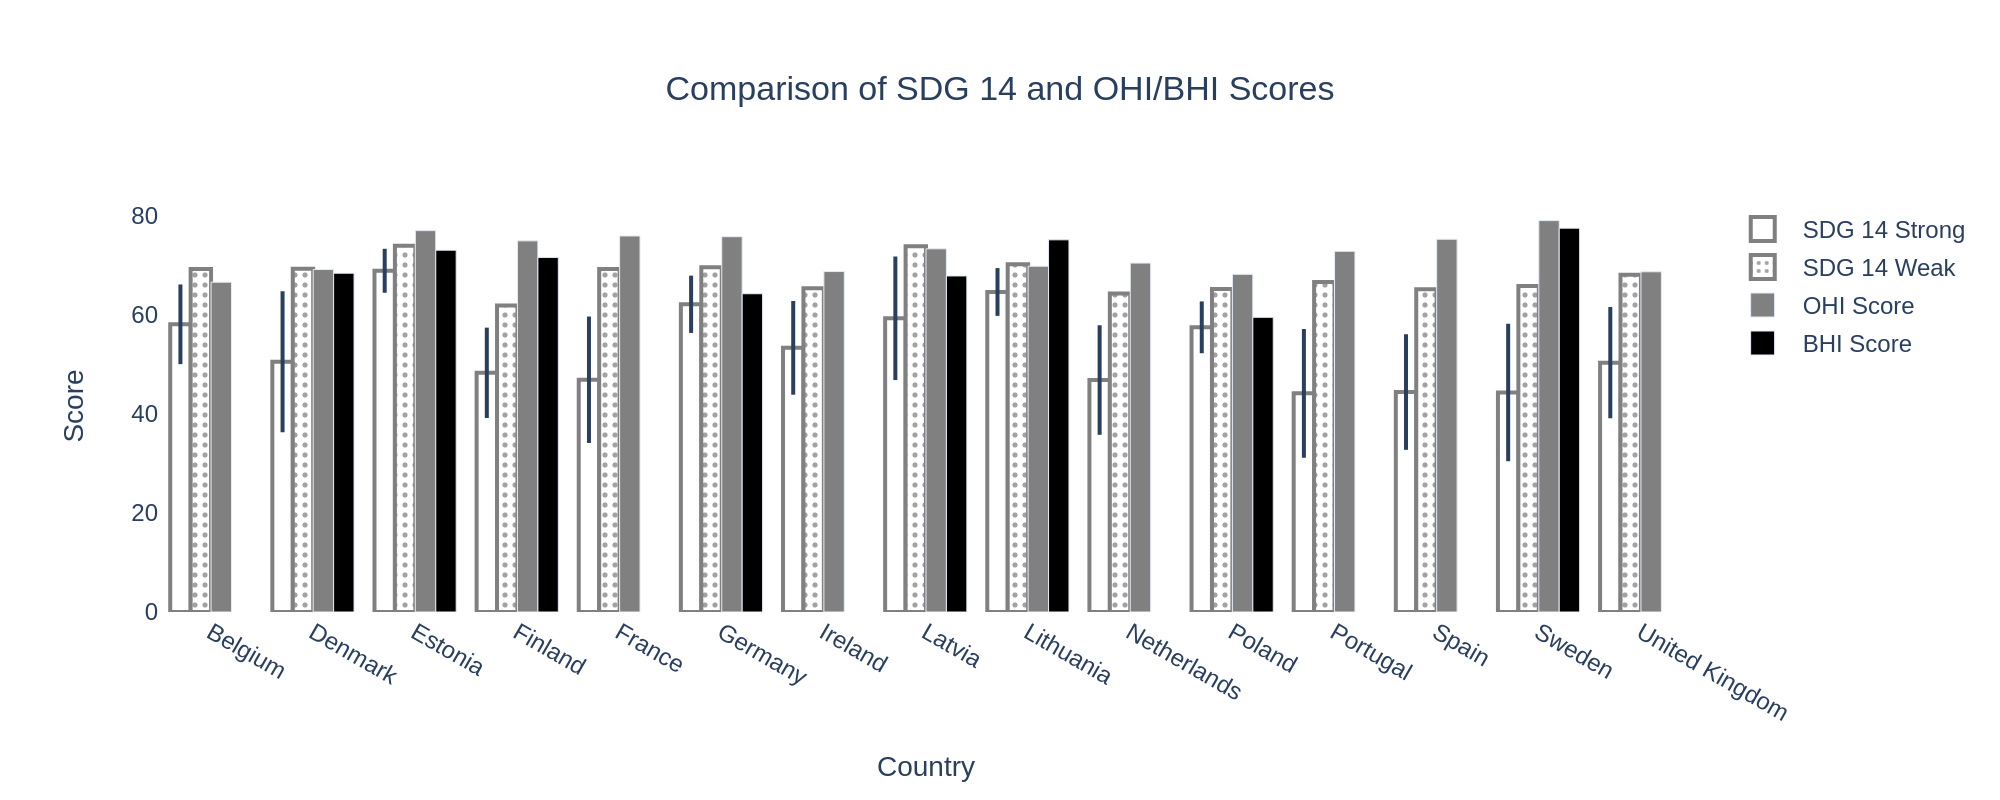 Comparison of SDG 14 and OHI/BHI Scores
80
60
40
20
0
Score
Belgium
Denmark
Estonia
Finland
France
Germany
Ireland
Latvia
Lithuania
Netherlands
Poland
Portugal
Spain
Sweden
United Kingdom
Country
SDG 14 Strong
SDG 14 Weak
OHI Score
BHI Score